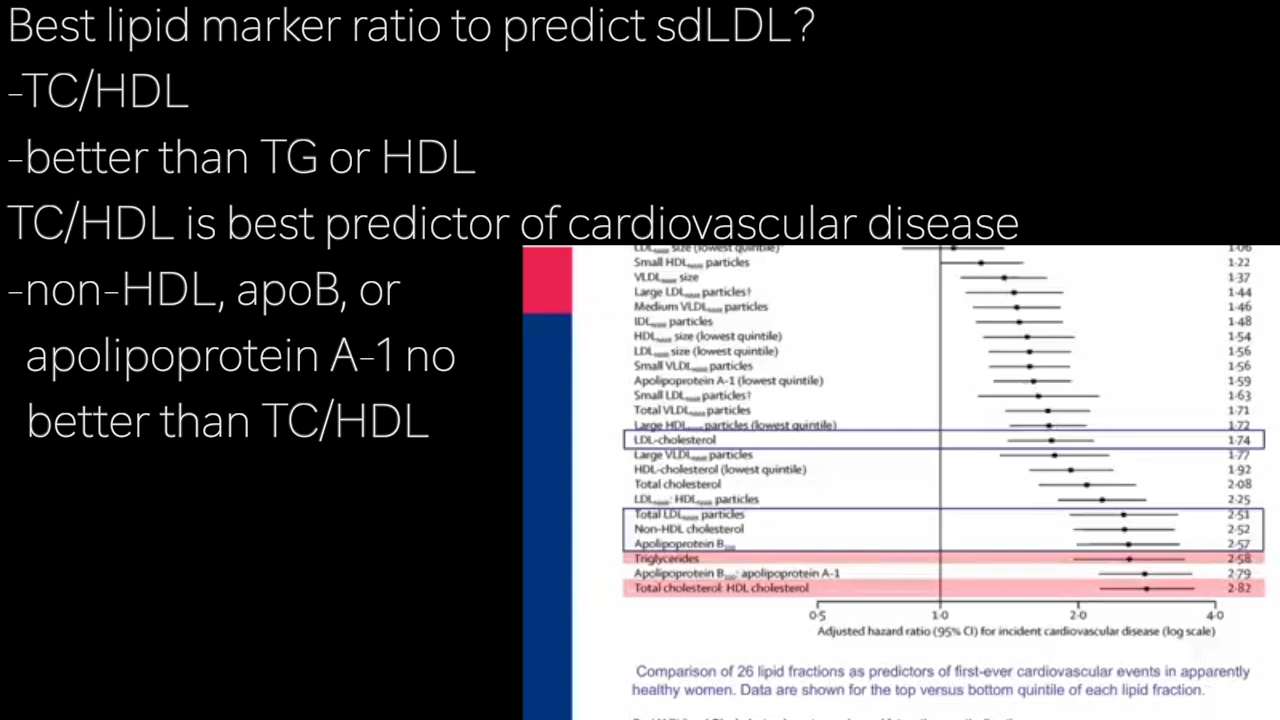 Best lipid marker ratio to predict sdLDL?
-TC/HDL
-better than TG or HDL
TC/HDL is best predictor of cardiovascular disease
-non-HDL, apoB, or
apolipoprotein A-1 no
better than TC/HDL
size (lowest quintile) 1·06
Small HDL particles 1·22
VLDL size 1·37
Large LDL particles† 1·44
Medium VLDL particles 1·46
IDL particles 1·48
HDL size (lowest quintile) 1·54
LDL size (lowest quintile) 1·56
Small VLDL particles 1·56
Apolipoprotein A-1 (lowest quintile) 1·59
Small LDL particles† 1·63
Total VLDL particles 1·71
Large HDL particles (lowest quintile) 1·72
LDL-cholesterol 1·74
Large VLDL particles 1·77
HDL-cholesterol (lowest quintile) 1·92
Total cholesterol 2·08
LDL : HDL particles 2·25
Total LDL particles 2·51
Non-HDL cholesterol 2·52
Apolipoprotein B 2·57
Triglycerides 2·58
Apolipoprotein B : apolipoprotein A-1 2·79
Total cholesterol: HDL cholesterol 2·82
0·5 1·0 2·0 4·0
Adjusted hazard ratio (95% CI) for incident cardiovascular disease (log scale)
Comparison of 26 lipid fractions as predictors of first-ever cardiovascular events in apparently
healthy women. Data are shown for the top versus bottom quintile of each lipid fraction.